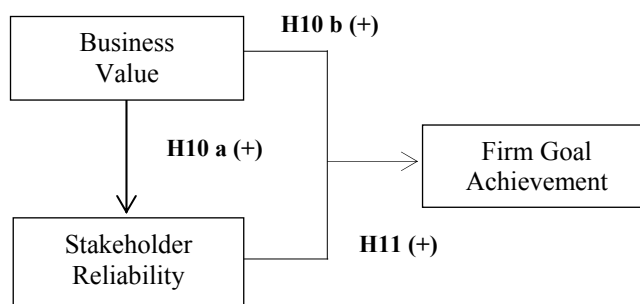 H10 b (+)
Business
Value
H10 a (+)
Firm Goal
Achievement
Stakeholder
Reliability
H11 (+)